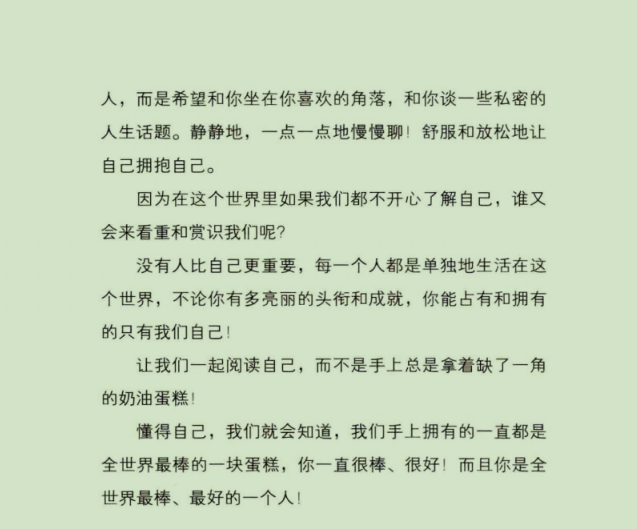 人，而是希望和你坐在你喜欢的角落，和你谈一些私密的
人生话题。静静地，一点一点地慢慢聊！舒服和放松地让
自己拥抱自己。
因为在这个世界里如果我们都不开心了解自己，谁又
会来看重和赏识我们呢？
没有人比自己更重要，每一个人都是单独地生活在这
个世界，不论你有多亮丽的头衔和成就，你能占有和拥有
的只有我们自己！
让我们一起阅读自己，而不是手上总是拿着缺了一角
的奶油蛋糕！
懂得自己，我们就会知道，我们手上拥有的一直都是
全世界最棒的一块蛋糕，你一直很棒、很好！而且你是全
世界最棒、最好的一个人！